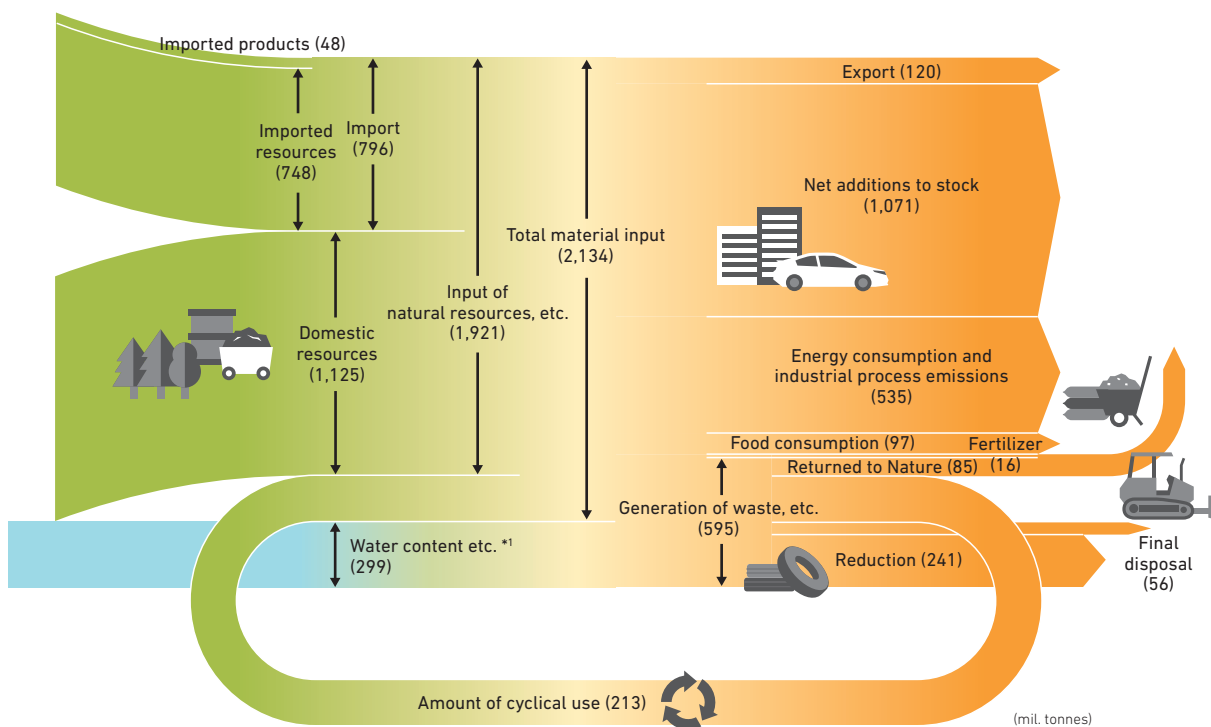 Imported products (48)
Imported
resources
(748)
Import
(796)
Domestic
resources
(1,125)
Input of
natural resources, etc.
(1,921)
Total material input
(2,134)
Export (120)
Net additions to stock
(1,071)
Energy consumption and
industrial process emissions
(535)
Food consumption (97)
Fertilizer
(16)
Returned to Nature (85)
Generation of waste, etc.
(595)
Water content etc. *1
(299)
Reduction (241)
Final
disposal
(56)
Amount of cyclical use (213)
(mil. tonnes)